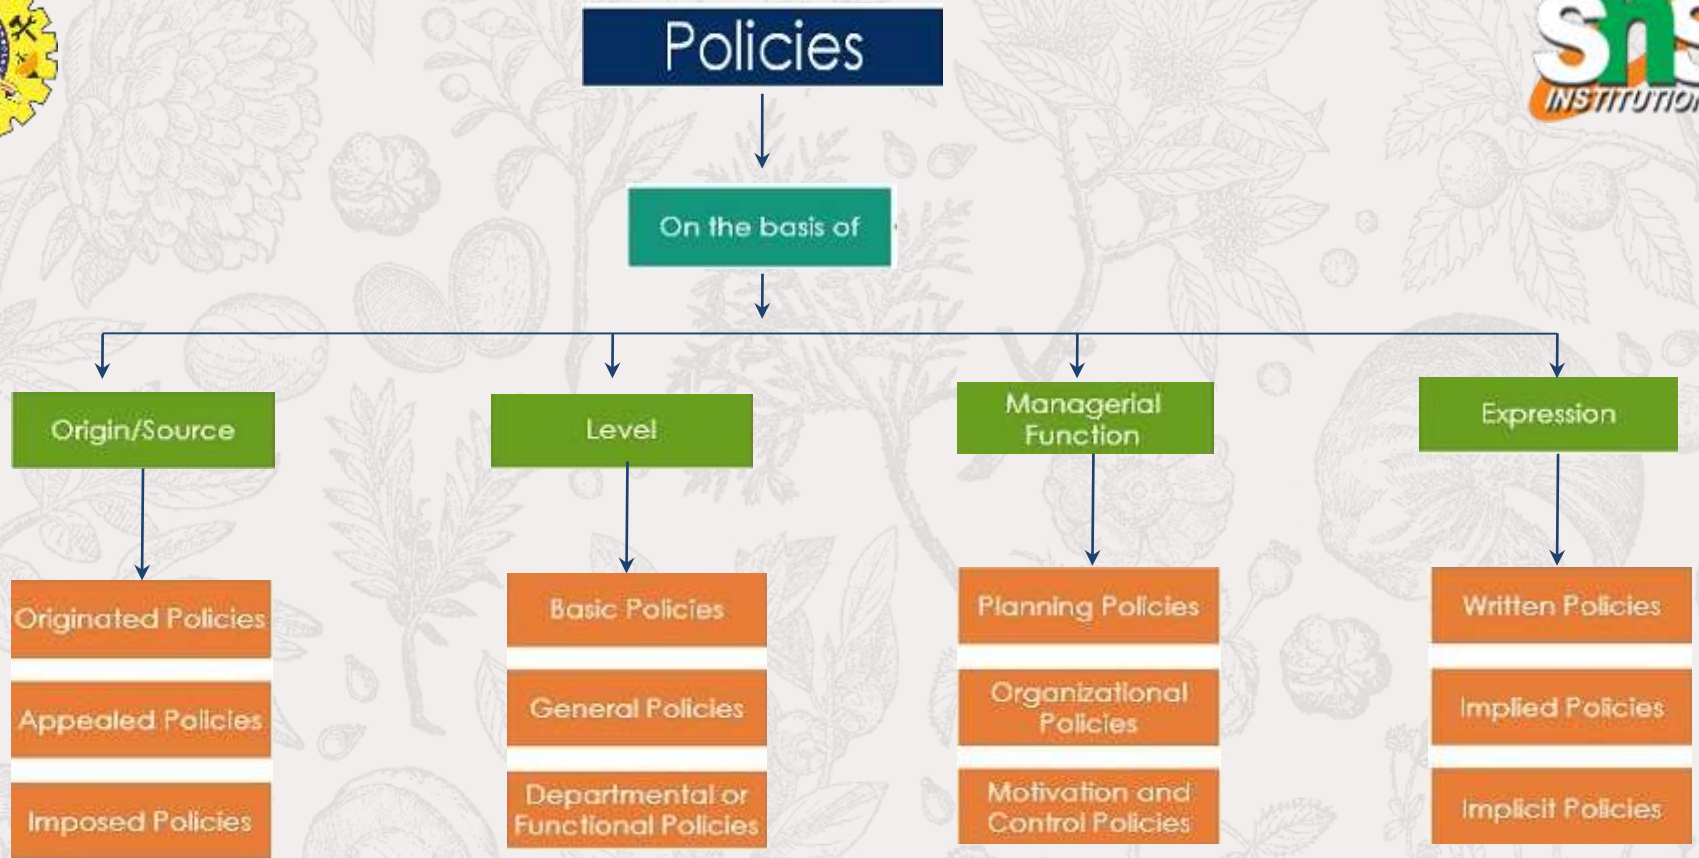 Policies
sns
INSTITUTION
On the basis of
Origin/Source
Level
Managerial
Function
Expression
Originated Policies
Appealed Policies
Imposed Policies
Basic Policies
General Policies
Departmental or
Functional Policies
Planning Policies
Organizational
Policies
Motivation and
Control Policies
Written Policies
Implied Policies
Implicit Policies